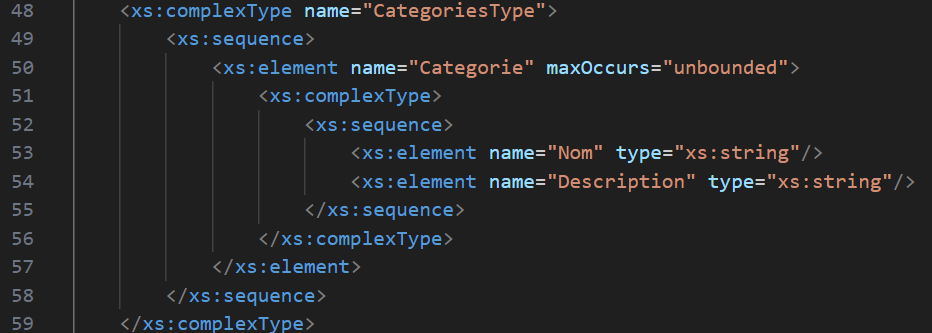 48 <xs:complexType name="CategoriesType">
49 <xs:sequence>
50 <xs:element name="Categorie" maxOccurs="unbounded">
51 <xs:complexType>
52 <xs:sequence>
53 <xs:element name="Nom" type="xs:string"/>
54 <xs:element name="Description" type="xs:string"/>
55 </xs:sequence>
56 </xs:complexType>
57 </xs:element>
58 </xs:sequence>
59 </xs:complexType>